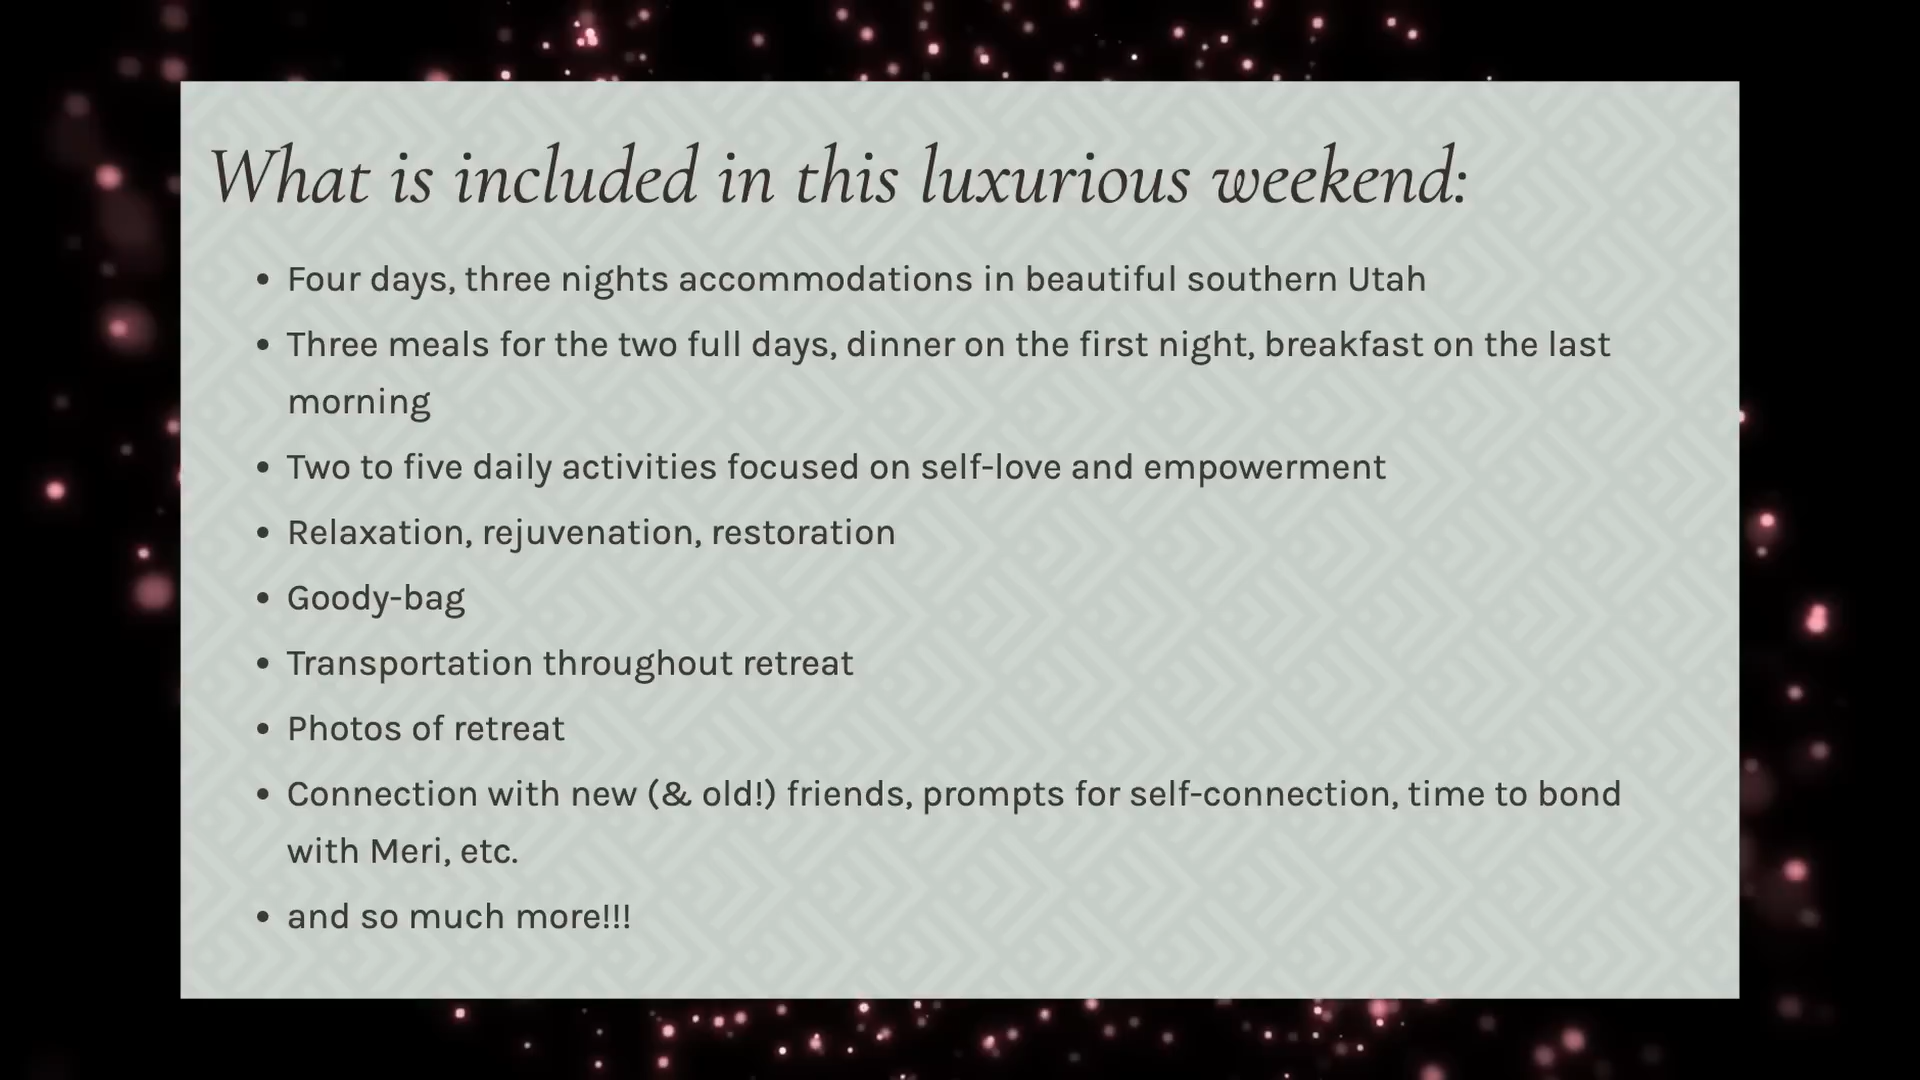 What is included in this luxurious weekend:
• Four days, three nights accommodations in beautiful southern Utah
• Three meals for the two full days, dinner on the first night, breakfast on the last
morning
• Two to five daily activities focused on self-love and empowerment
• Relaxation, rejuvenation, restoration
• Goody-bag
• Transportation throughout retreat
• Photos of retreat
• Connection with new (& old!) friends, prompts for self-connection, time to bond
with Meri, etc.
• and so much more!!!